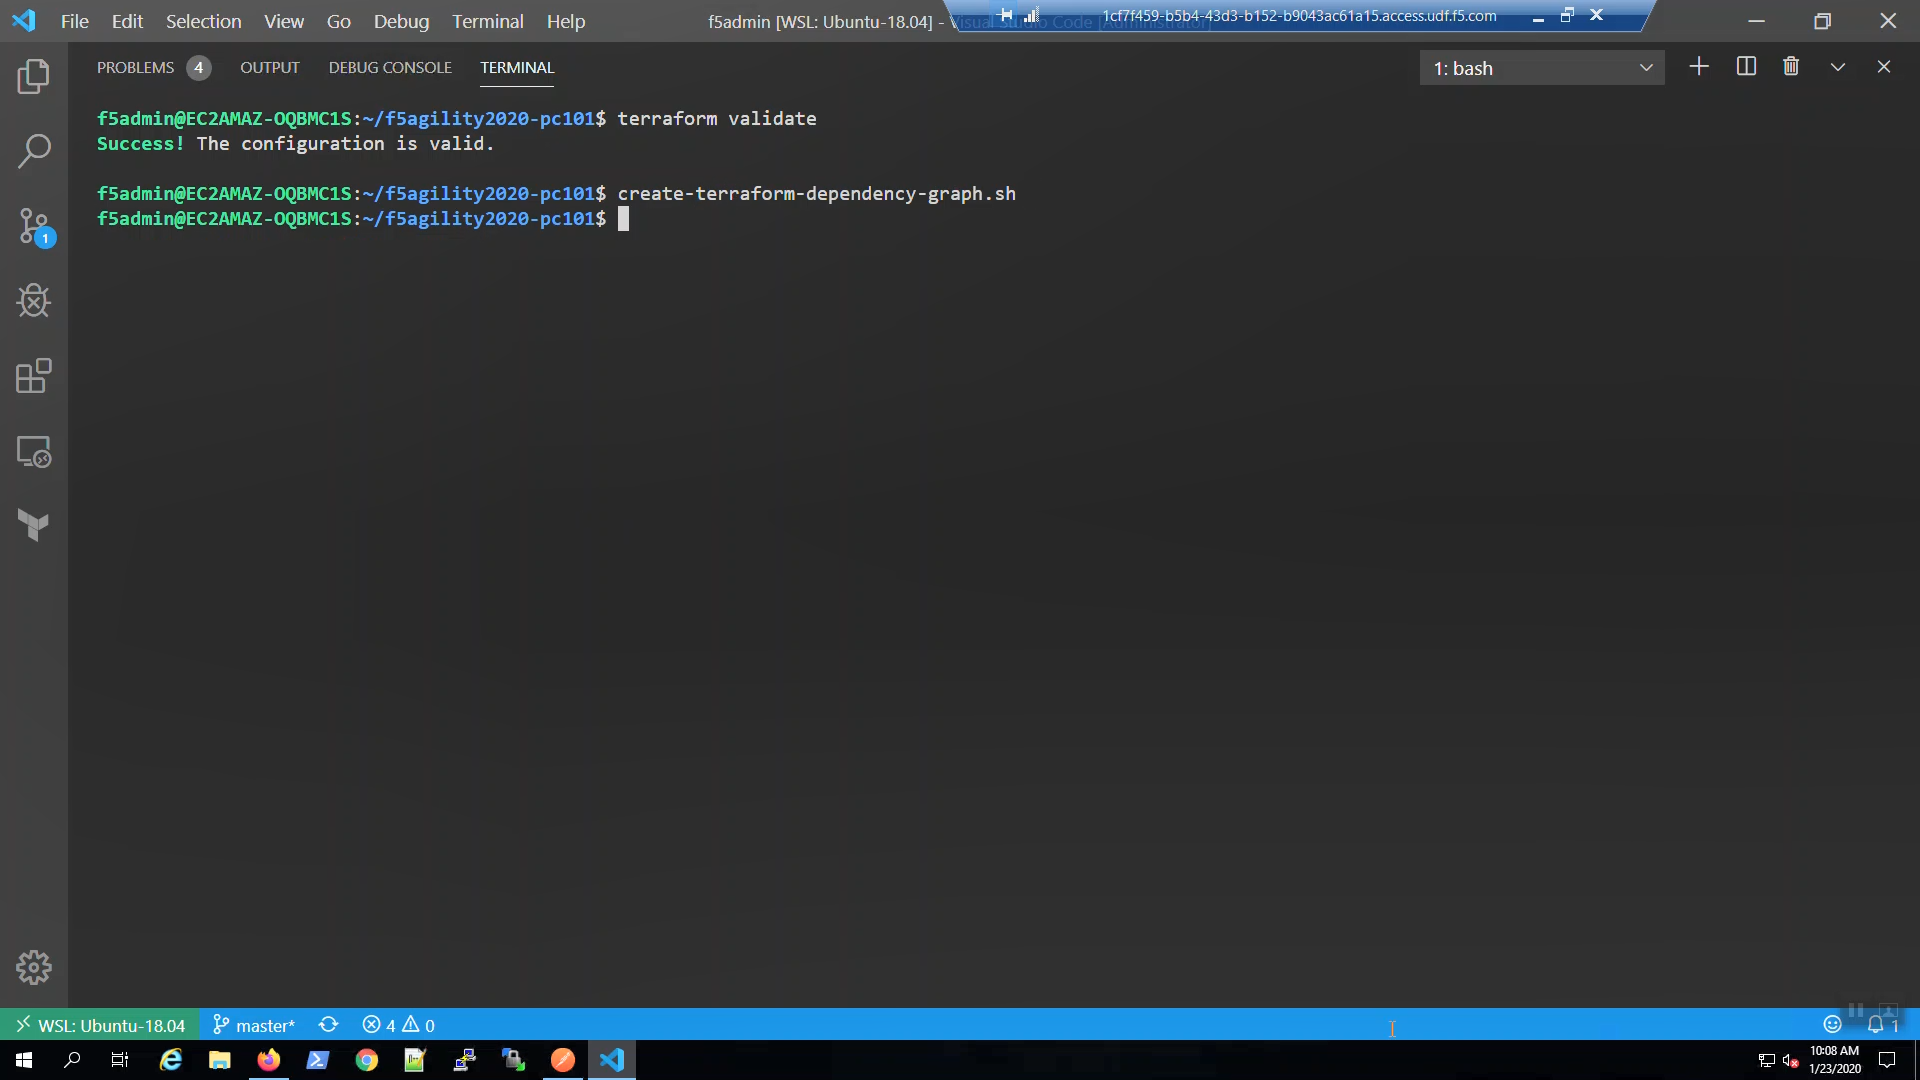 File Edit Selection View Go Debug Terminal Help f5admin [WSL: Ubuntu-18.04] - Visual Studio Code [Administrator] 1cf7f459-b5b4-43d3-b152-b9043ac61a15.access.udf.f5.com
PROBLEMS 4 OUTPUT DEBUG CONSOLE TERMINAL 1: bash
f5admin@EC2AMAZ-OQBMC1S:~/f5agility2020-pc101$ terraform validate
Success! The configuration is valid.
f5admin@EC2AMAZ-OQBMC1S:~/f5agility2020-pc101$ create-terraform-dependency-graph.sh
f5admin@EC2AMAZ-OQBMC1S:~/f5agility2020-pc101$
1
WSL: Ubuntu-18.04 master* 4 0 1
10:08 AM
1/23/2020